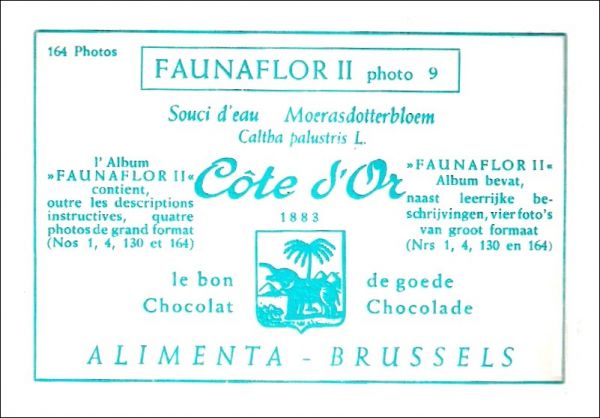 164 Photos
FAUNAFLOR II photo 9
Souci d'eau Moerasdotterbloem
Caltha palustris L.
l' Album
»FAUNAFLOR II«
contient,
outre les descriptions
instructives, quatre
photos de grand format
(Nos 1, 4, 130 et 164)
Côte d'Or
1883
»FAUNAFLOR II«
Album bevat,
naast leerrijke be-
schrijvingen, vier foto's
van groot formaat
(Nrs 1, 4, 130 en 164)
le bon
Chocolat
de goede
Chocolade
ALIMENTA - BRUSSELS